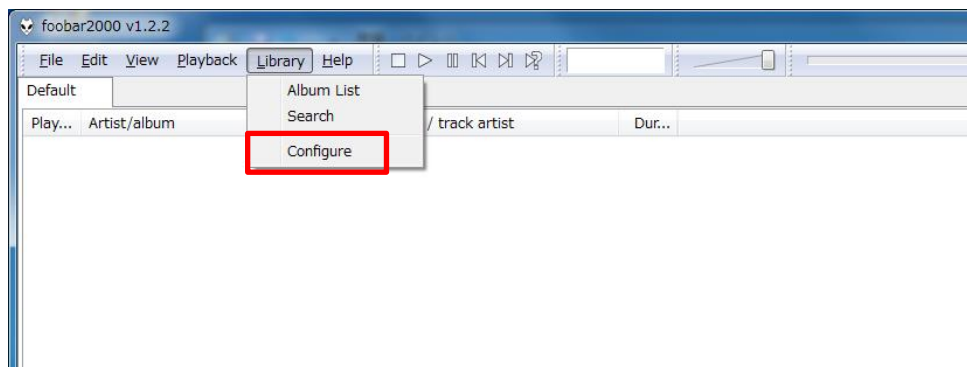 foobar2000 v1.2.2
File Edit View Playback Library Help
Default
Album List
Search
Configure
Play... Artist/album / track artist Dur...